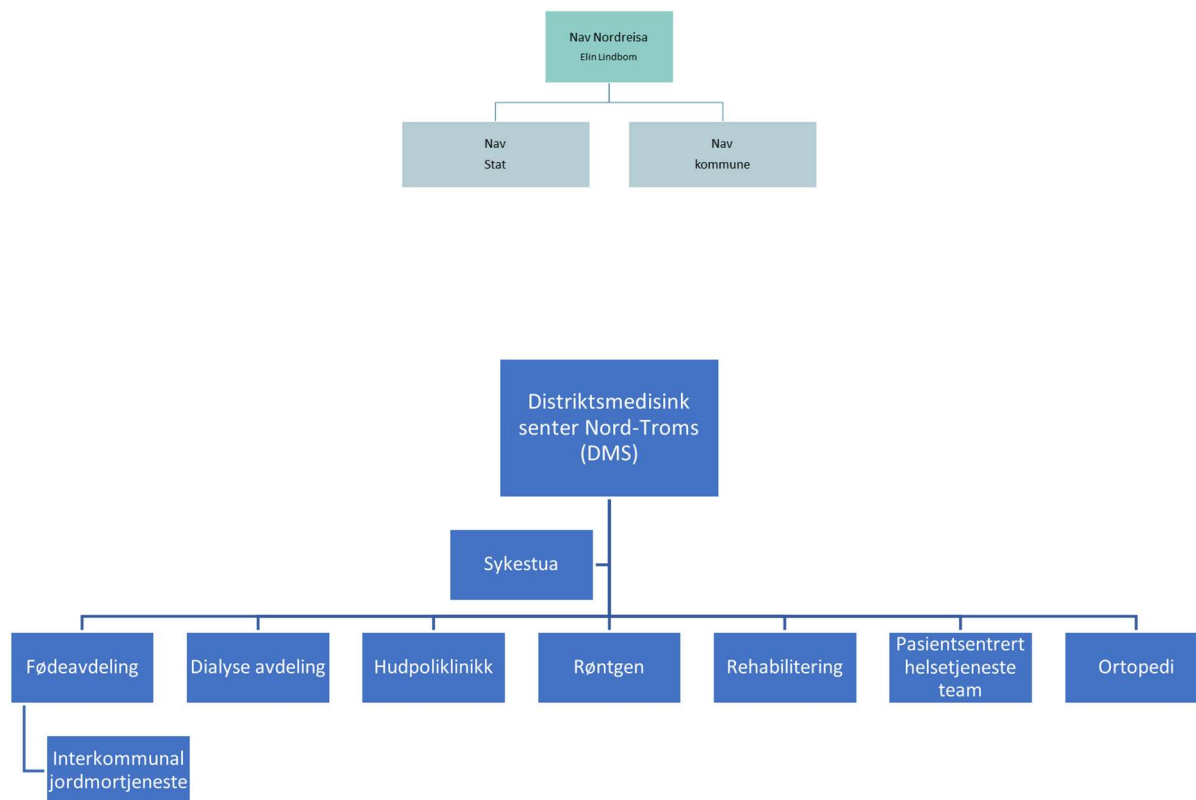 Nav Nordreisa
Elin Lindbom
Nav
Stat
Nav
kommune
Distriktsmedisink
senter Nord-Troms
(DMS)
Sykestua
Fødeavdeling
Dialyse avdeling
Hudpoliklinikk
Røntgen
Rehabilitering
Pasientsentrert
helsetjeneste
team
Ortopedi
Interkommunal
jordmortjeneste